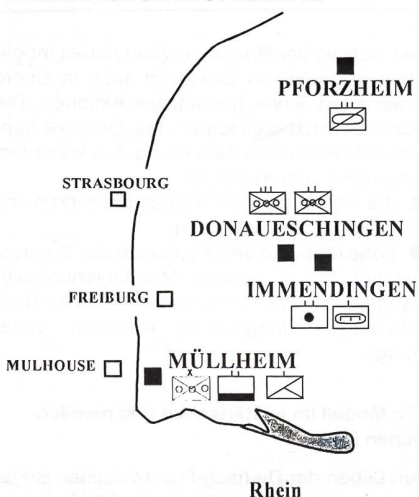 PFORZHEIM
STRASBOURG
DONAUESCHINGEN
IMMENDINGEN
FREIBURG
MÜLLHEIM
MULHOUSE
Rhein